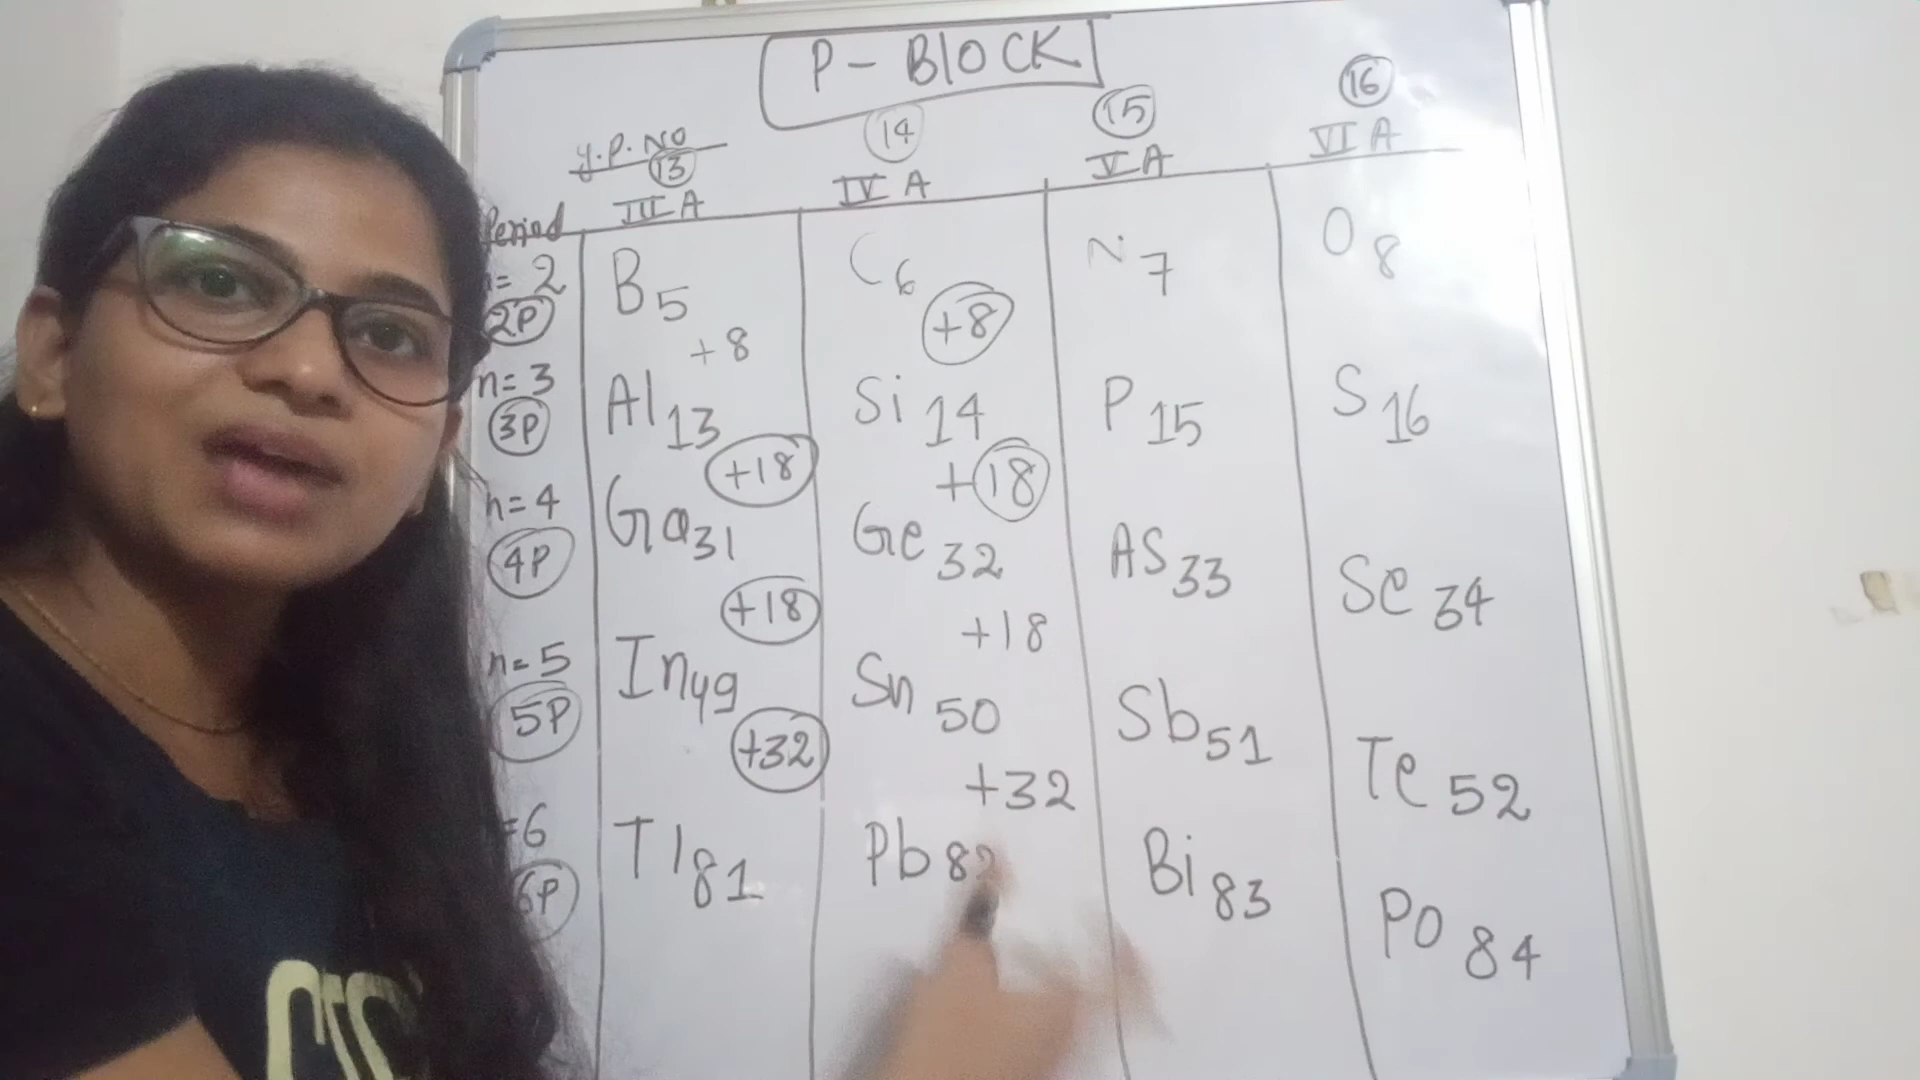 P - BLOCK
Y.P. NO
13 14 15 16
III A IV A V A VI A
Period
n= 2 B5 C6 N7 O8
2P
+8 +8
n=3 Al13 Si14 P15 S16
3P
+18 +18
n=4 Ga31 Ge32 AS33 Se34
4P
+18 +18
n=5 In49 Sn50 Sb51 Te52
5P
+32 +32
=6 Tl81 Pb82 Bi83 PO84
6P